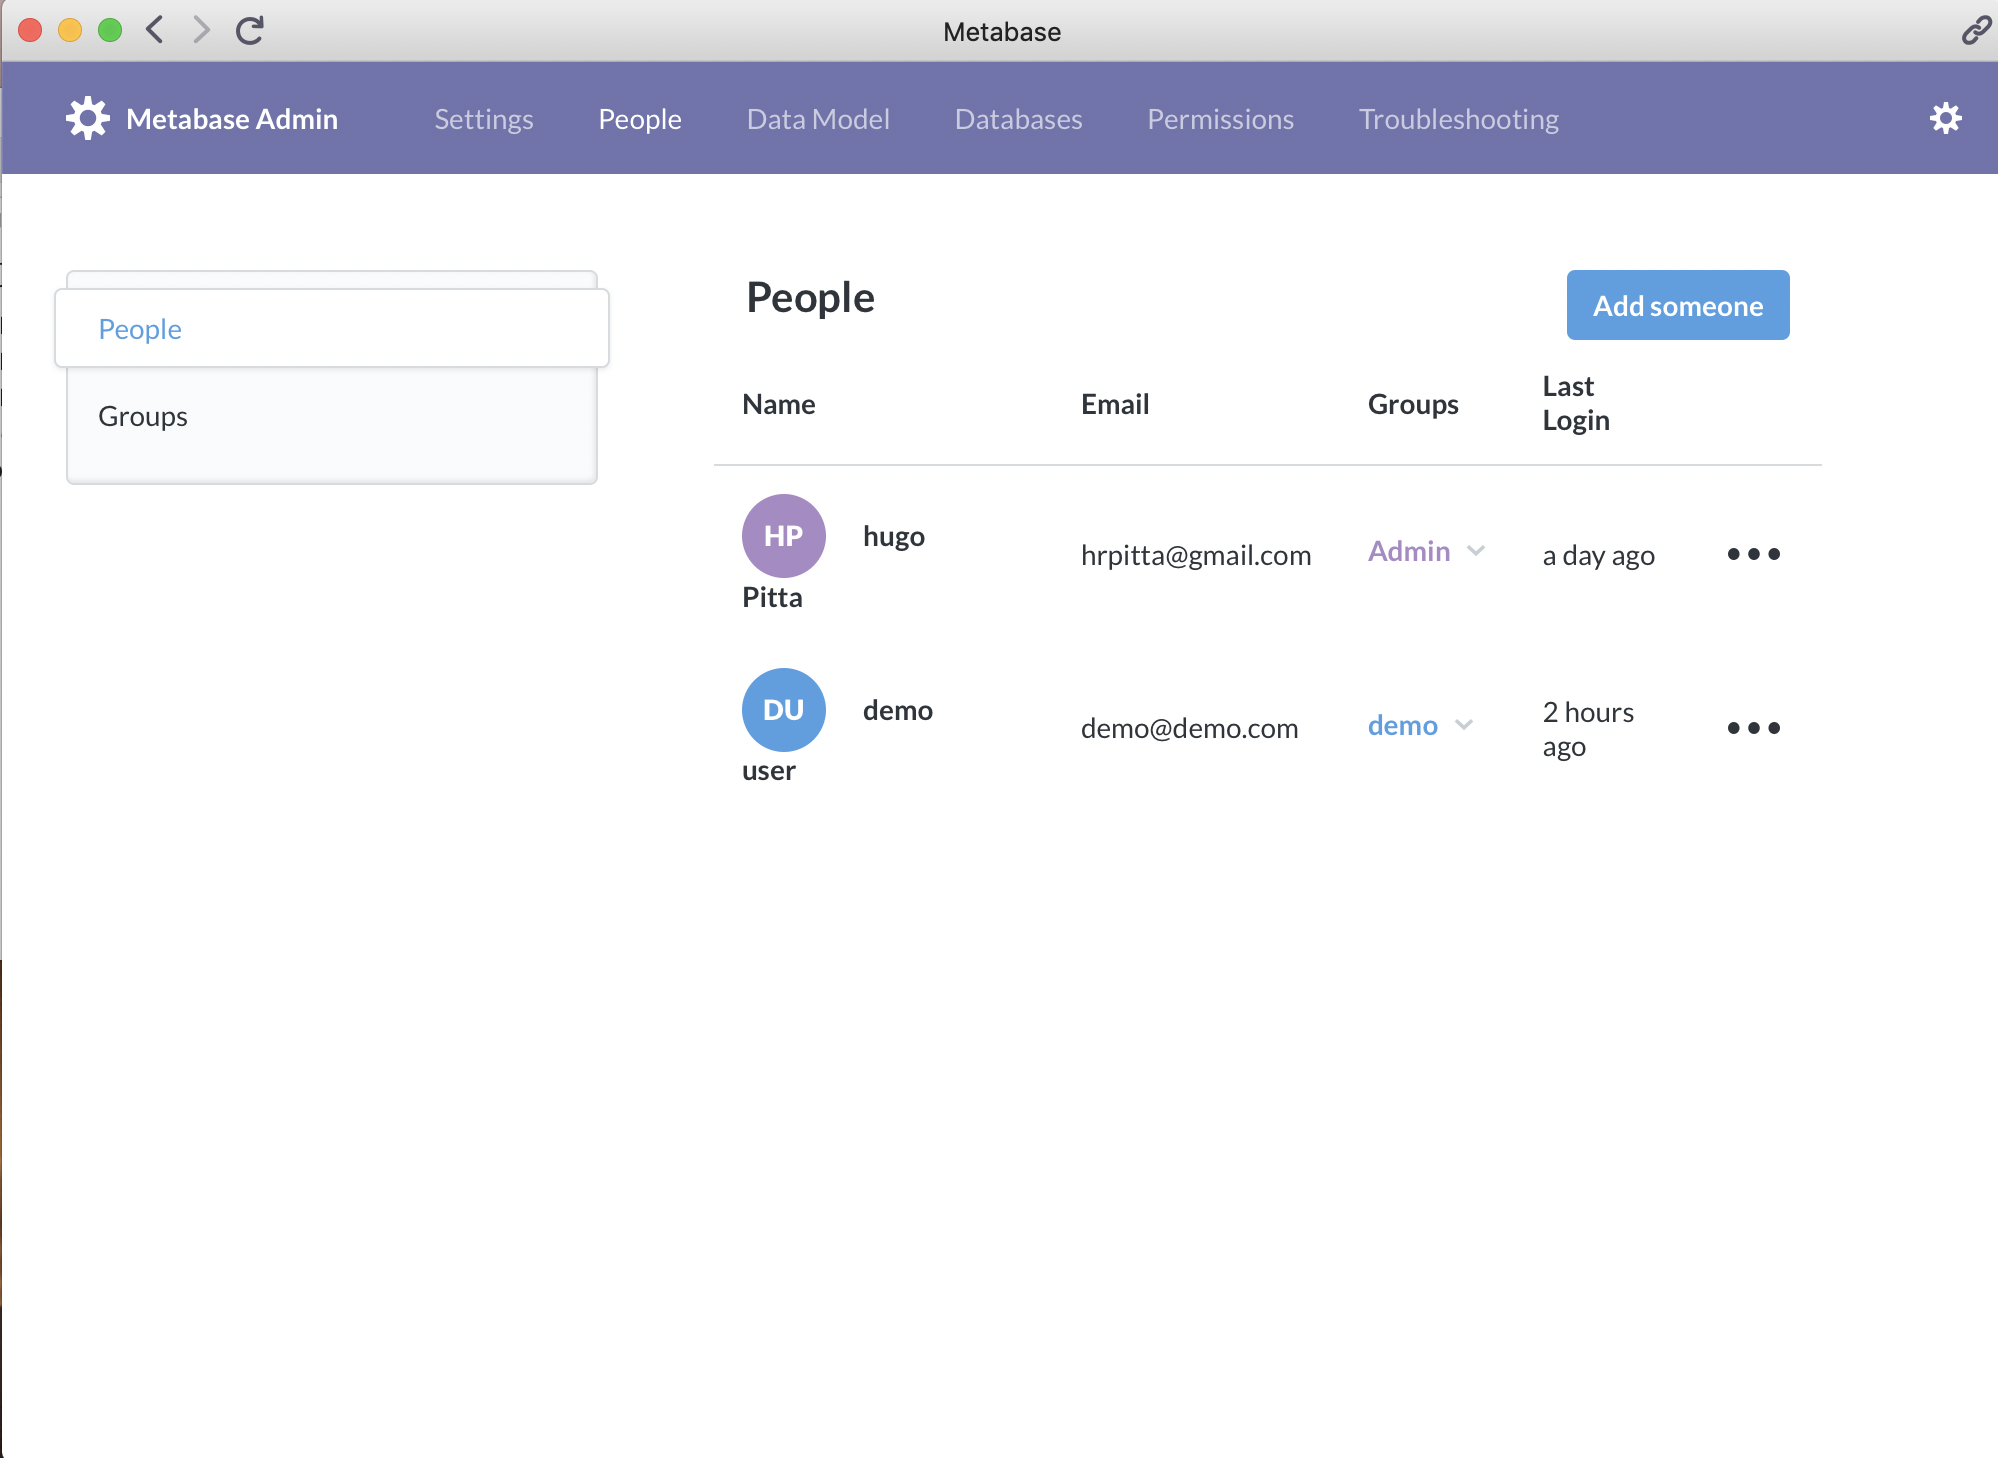 Metabase
Metabase Admin Settings People Data Model Databases Permissions Troubleshooting
People
Groups
People
Add someone
Name Email Groups Last Login
HP hugo Pitta hrpitta@gmail.com Admin a day ago
DU demo user demo@demo.com demo 2 hours ago